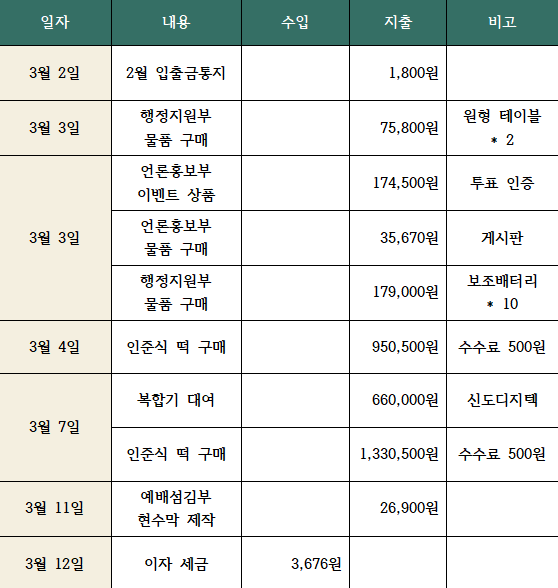 일자 내용 수입 지출 비고
3월 2일 2월 입출금통지 1,800원
3월 3일 행정지원부 물품 구매 75,800원 원형 테이블 * 2
3월 3일 언론홍보부 이벤트 상품 174,500원 투표 인증
언론홍보부 물품 구매 35,670원 게시판
행정지원부 물품 구매 179,000원 보조배터리 * 10
3월 4일 인준식 떡 구매 950,500원 수수료 500원
3월 7일 복합기 대여 660,000원 신도디지텍
인준식 떡 구매 1,330,500원 수수료 500원
3월 11일 예배섬김부 현수막 제작 26,900원
3월 12일 이자 세금 3,676원